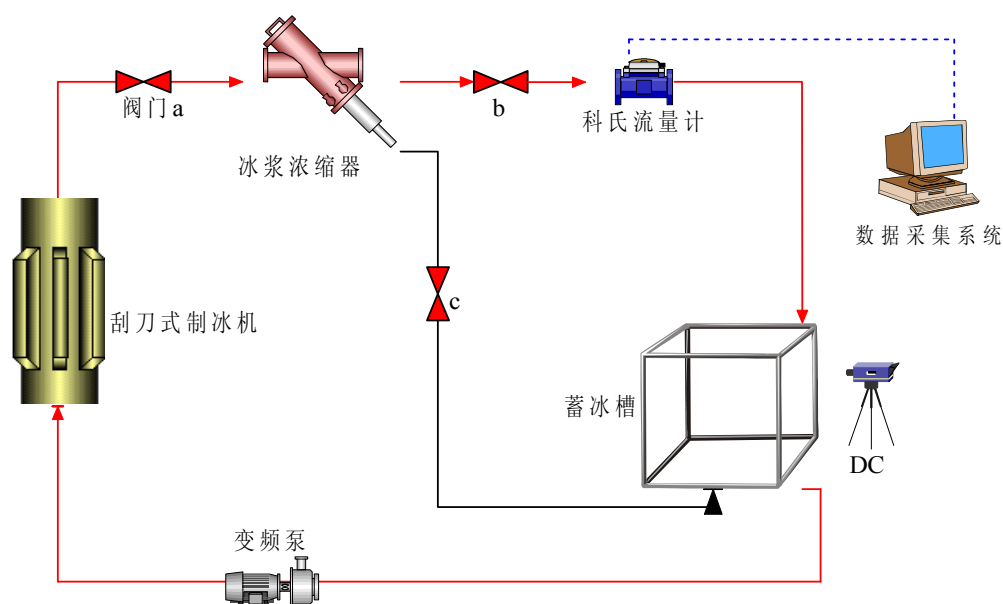 阀门a
b
科氏流量计
冰浆浓缩器
数据采集系统
c
刮刀式制冰机
蓄冰槽
DC
变频泵